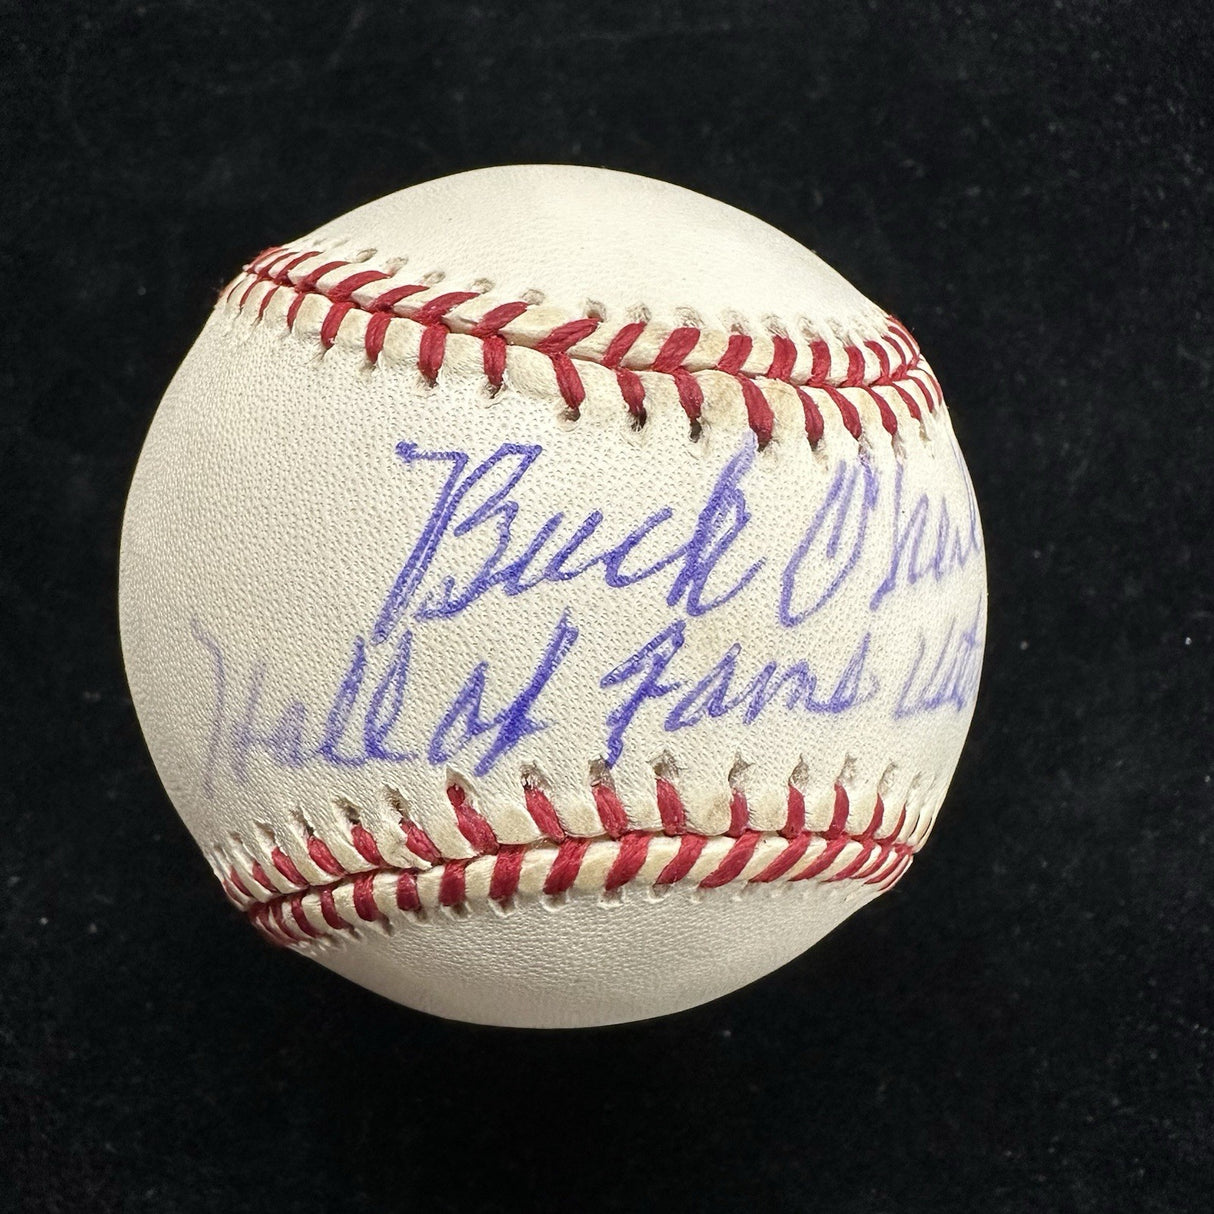 Buck O'Neil
Hall of Fame